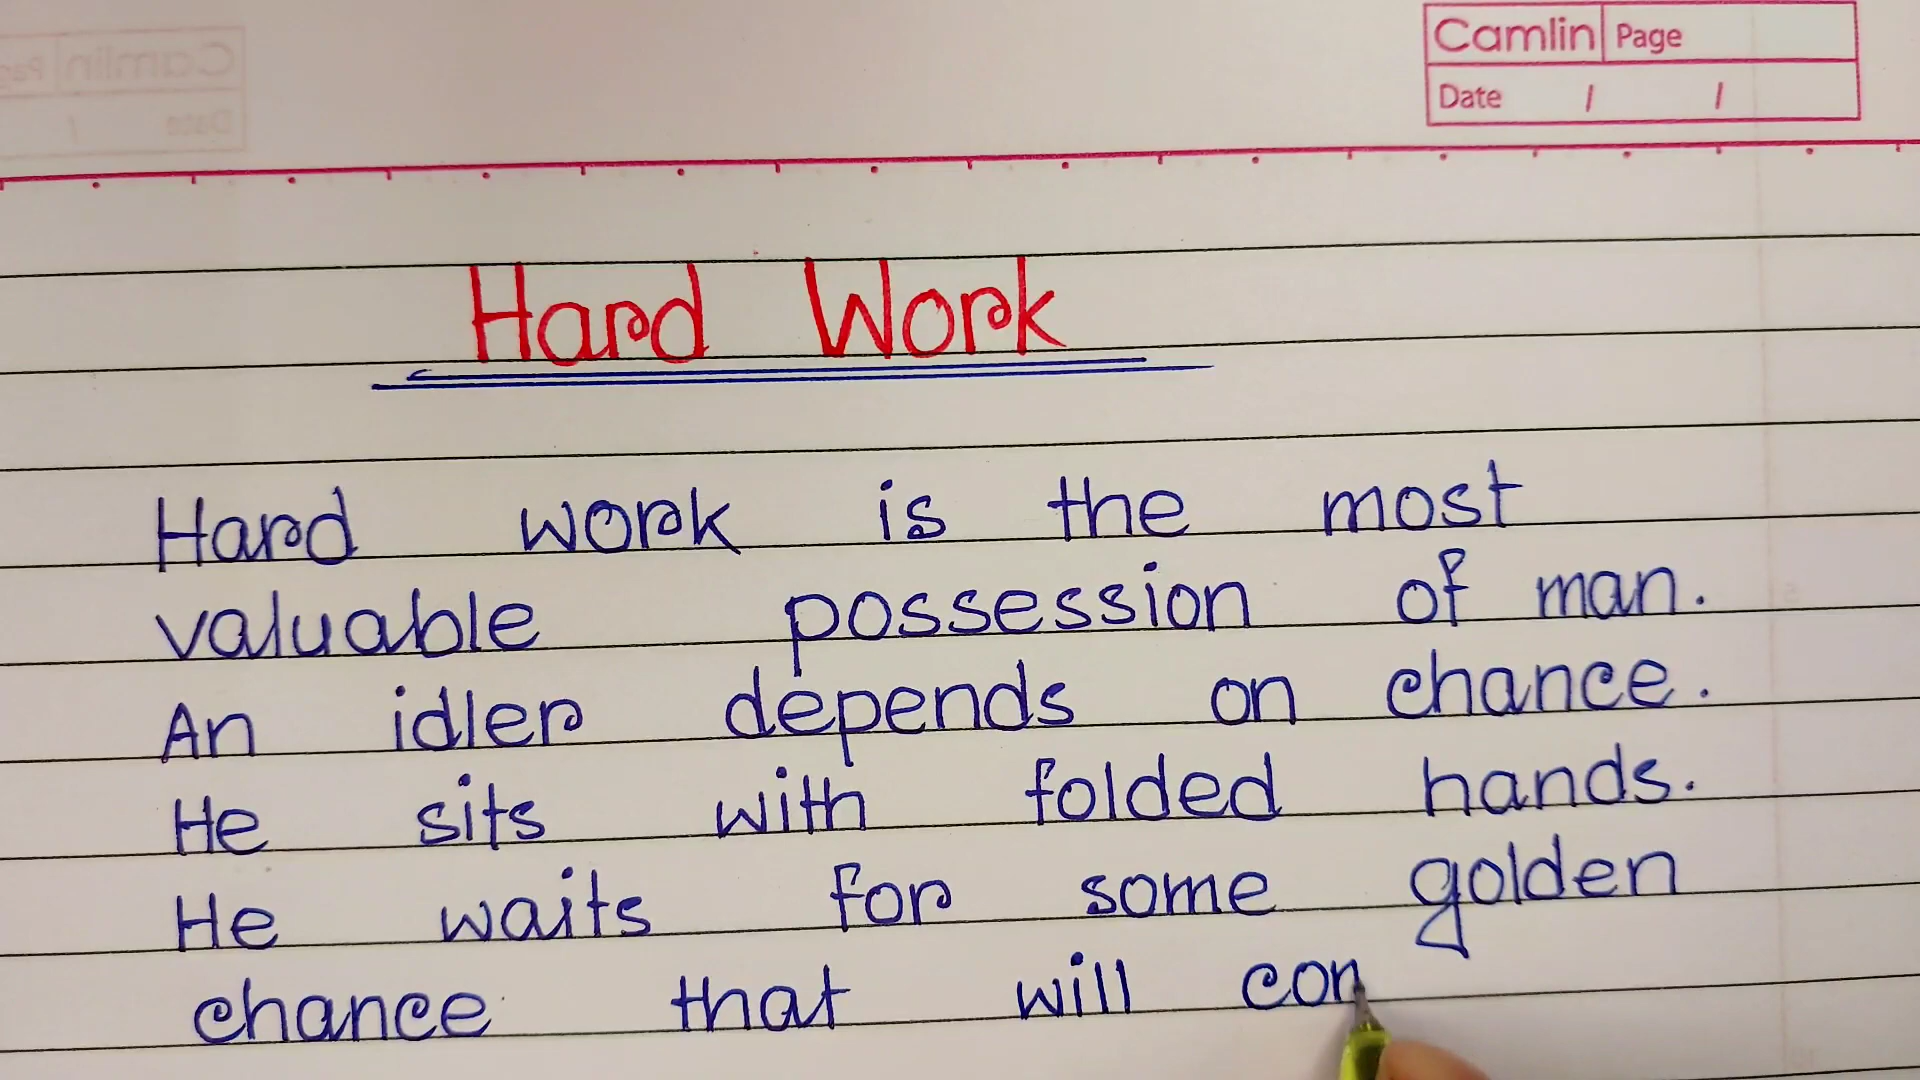 Camlin Page
Date / /
Hard Work
Hard work is the most
valuable possession of man.
An idler depends on chance.
He sits with folded hands.
He waits for some golden
chance that will con